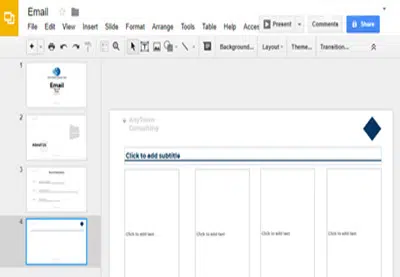 Email
File Edit View Insert Slide Format Arrange Tools Table Help Acces
Present
Comments
Share
Background... Layout Theme... Transition...
1
Email
2
3
4
Consulting
Click to add subtitle
Click to add text
Click to add text
Click to add text
Click to add text